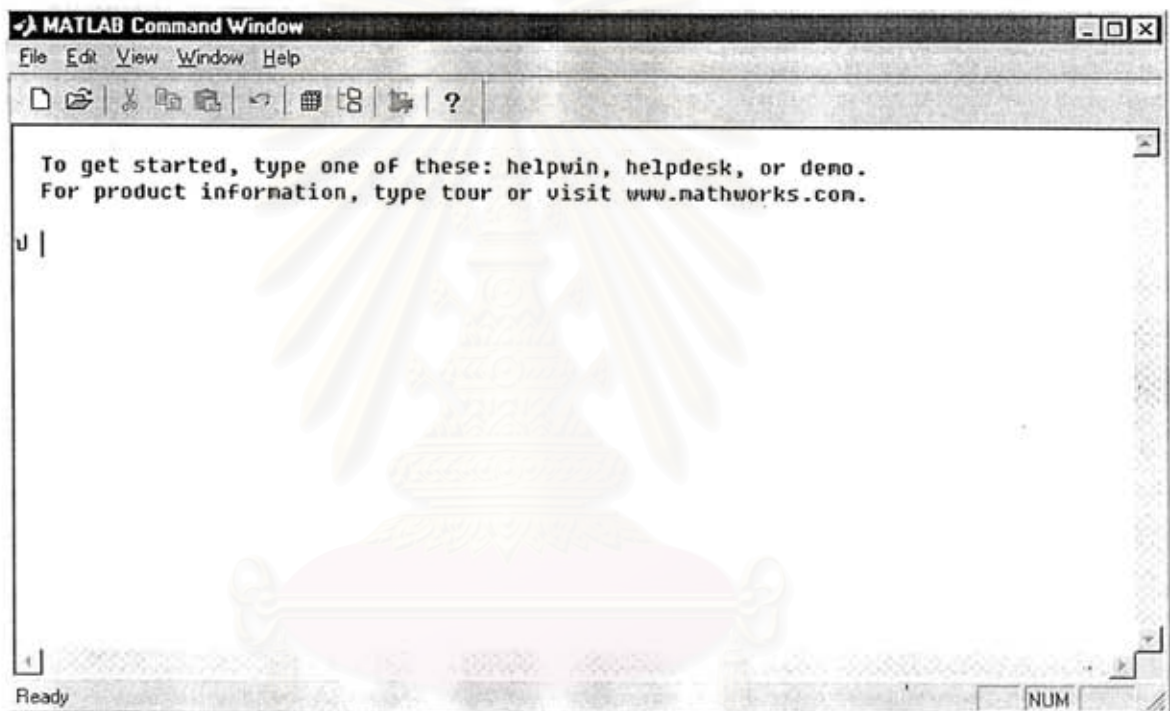 MATLAB Command Window
File Edit View Window Help
?
To get started, type one of these: helpwin, helpdesk, or demo.
For product information, type tour or visit www.mathworks.com.
ป
Ready
NUM